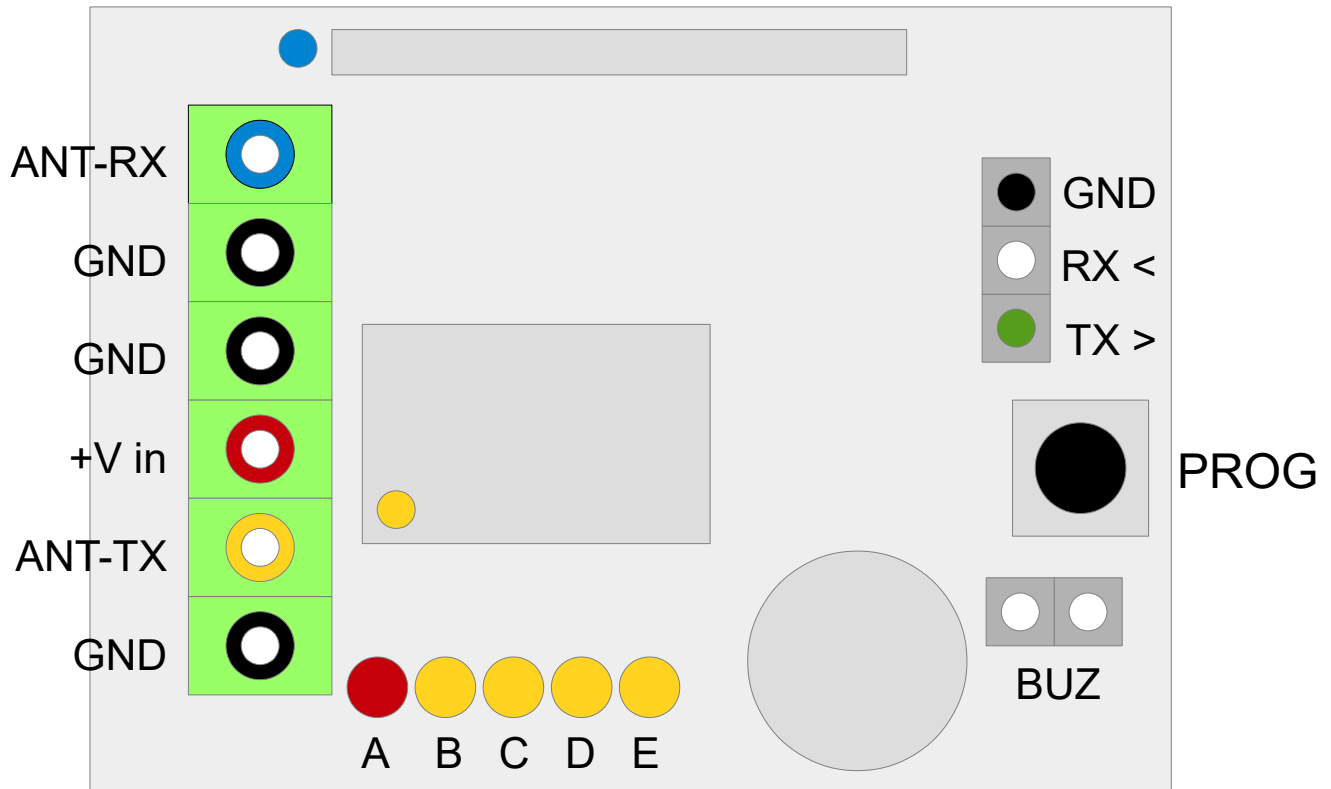 ANT-RX
GND
GND
+V in
ANT-TX
GND
GND
RX <
TX >
PROG
BUZ
A B C D E